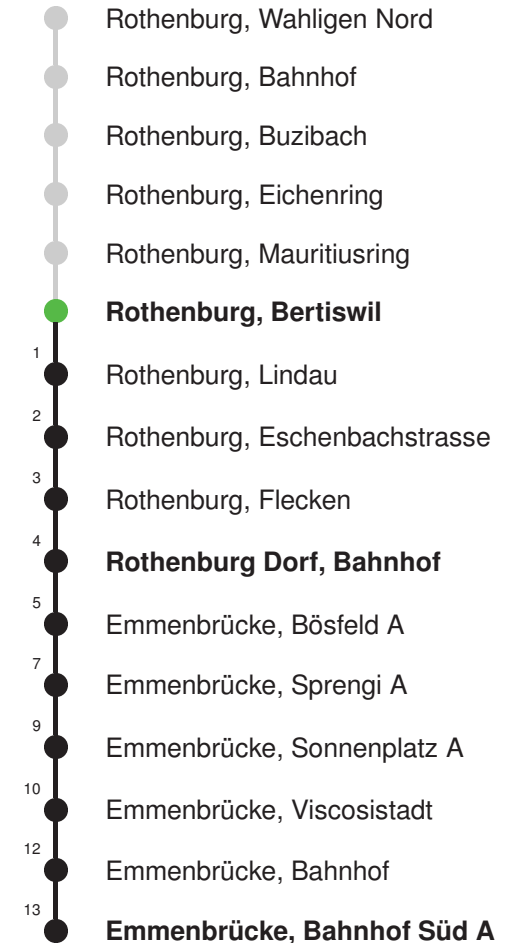 Rothenburg, Wahligen Nord
Rothenburg, Bahnhof
Rothenburg, Buzibach
Rothenburg, Eichenring
Rothenburg, Mauritiusring
Rothenburg, Bertiswil
1 Rothenburg, Lindau
2 Rothenburg, Eschenbachstrasse
3 Rothenburg, Flecken
4 Rothenburg Dorf, Bahnhof
5 Emmenbrücke, Bösfeld A
7 Emmenbrücke, Sprengi A
9 Emmenbrücke, Sonnenplatz A
10 Emmenbrücke, Viscosistadt
12 Emmenbrücke, Bahnhof
13 Emmenbrücke, Bahnhof Süd A